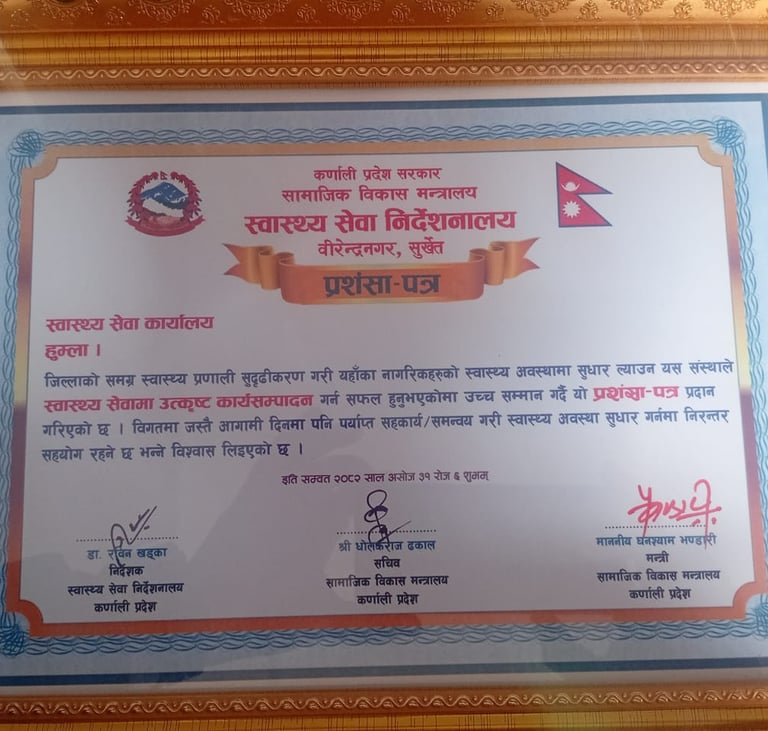 कर्णाली प्रदेश सरकार
सामाजिक विकास मन्त्रालय
स्वास्थ्य सेवा निर्देशनालय
वीरेन्द्रनगर, सुर्खेत
प्रशंसा-पत्र
स्वास्थ्य सेवा कार्यालय
हुम्ला ।
जिल्लाको समग्र स्वास्थ्य प्रणाली सुदृढीकरण गरी यहाँका नागरिकहरुको स्वास्थ्य अवस्थामा सुधार ल्याउन यस संस्थाले
स्वास्थ्य सेवामा उत्कृष्ट कार्यसम्पादन गर्न सफल हुनुभएकोमा उच्च सम्मान गर्दै यो प्रशंसा-पत्र प्रदान
गरिएको छ । विगतमा जस्तै आगामी दिनमा पनि पर्याप्त सहकार्य/समन्वय गरी स्वास्थ्य अवस्था सुधार गर्नमा निरन्तर
सहयोग रहने छ भन्ने विश्वास लिइएको छ ।
इति सम्वत २०८२ साल असोज ३१ रोज ६ शुभम्
डा. रविन खड्का
निर्देशक
स्वास्थ्य सेवा निर्देशनालय
कर्णाली प्रदेश
श्री ढकाल
सचिव
सामाजिक विकास मन्त्रालय
कर्णाली प्रदेश
माननीय घनश्याम भण्डारी
मन्त्री
सामाजिक विकास मन्त्रालय
कर्णाली प्रदेश